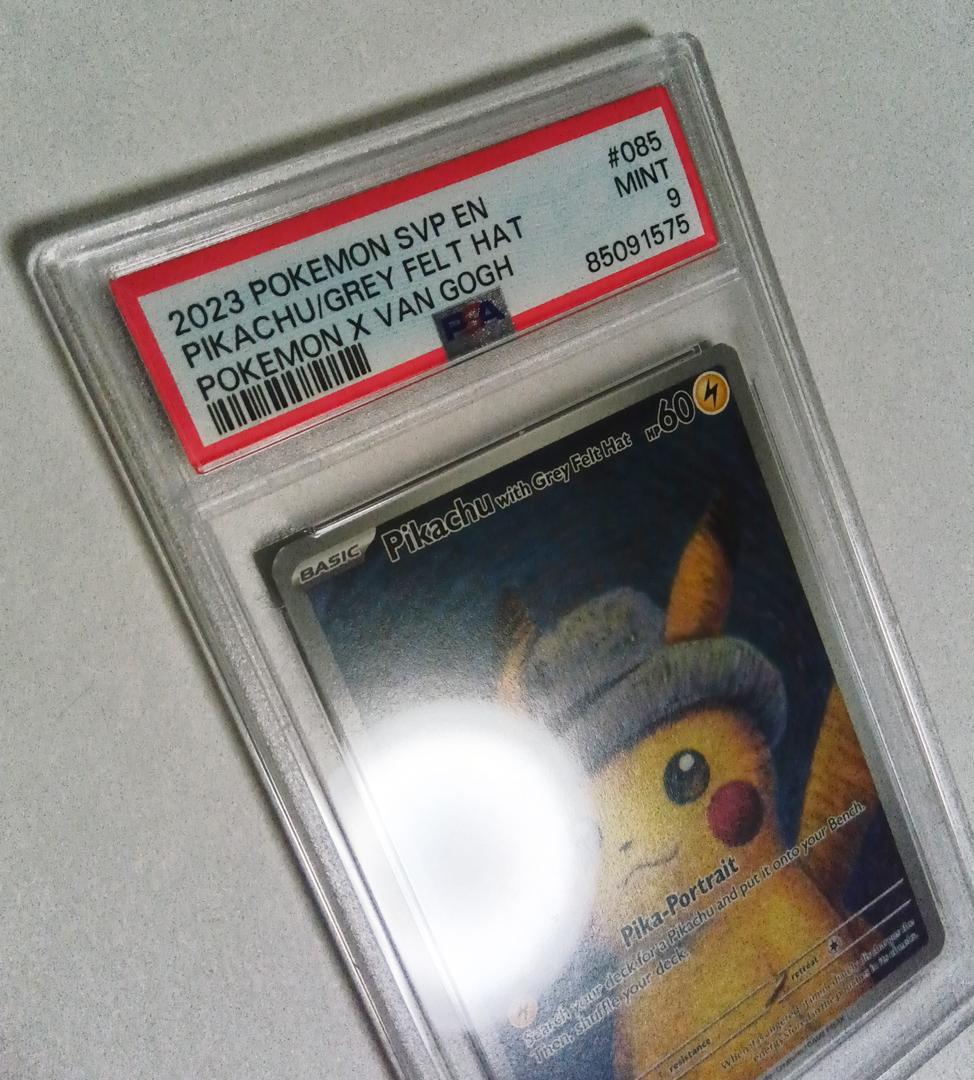 2023 POKEMON SVP EN
PIKACHU/GREY FELT HAT
POKEMON X VAN GOGH
#085
MINT
9
85091575
PSA
BASIC
Pikachu with Grey Felt Hat HP60
Pika-Portrait
Search your deck for a Pikachu and put it onto your Bench.
Then, shuffle your deck.
resistance
retreat